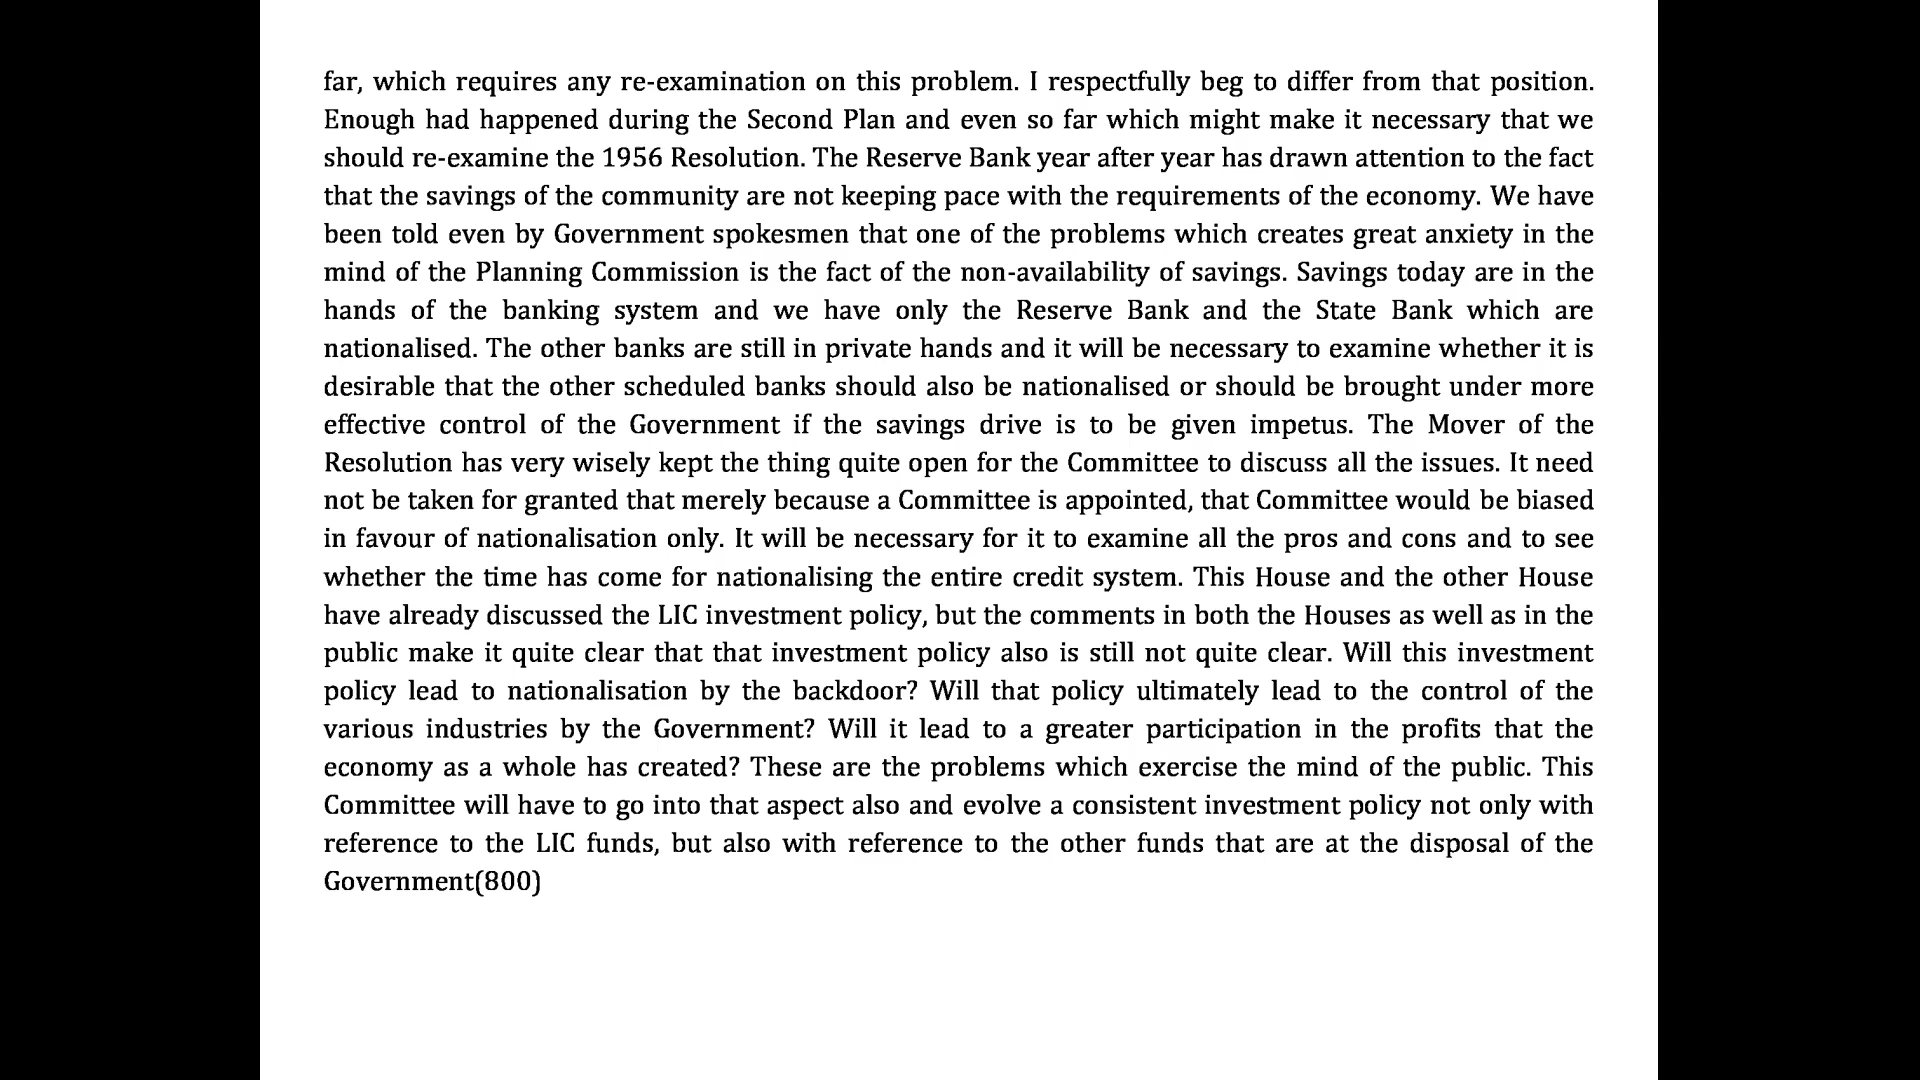 far, which requires any re-examination on this problem. I respectfully beg to differ from that position.
Enough had happened during the Second Plan and even so far which might make it necessary that we
should re-examine the 1956 Resolution. The Reserve Bank year after year has drawn attention to the fact
that the savings of the community are not keeping pace with the requirements of the economy. We have
been told even by Government spokesmen that one of the problems which creates great anxiety in the
mind of the Planning Commission is the fact of the non-availability of savings. Savings today are in the
hands of the banking system and we have only the Reserve Bank and the State Bank which are
nationalised. The other banks are still in private hands and it will be necessary to examine whether it is
desirable that the other scheduled banks should also be nationalised or should be brought under more
effective control of the Government if the savings drive is to be given impetus. The Mover of the
Resolution has very wisely kept the thing quite open for the Committee to discuss all the issues. It need
not be taken for granted that merely because a Committee is appointed, that Committee would be biased
in favour of nationalisation only. It will be necessary for it to examine all the pros and cons and to see
whether the time has come for nationalising the entire credit system. This House and the other House
have already discussed the LIC investment policy, but the comments in both the Houses as well as in the
public make it quite clear that that investment policy also is still not quite clear. Will this investment
policy lead to nationalisation by the backdoor? Will that policy ultimately lead to the control of the
various industries by the Government? Will it lead to a greater participation in the profits that the
economy as a whole has created? These are the problems which exercise the mind of the public. This
Committee will have to go into that aspect also and evolve a consistent investment policy not only with
reference to the LIC funds, but also with reference to the other funds that are at the disposal of the
Government(800)